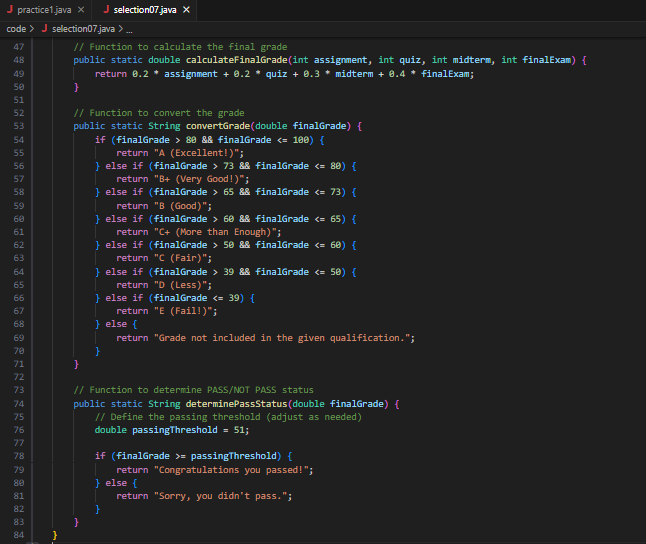 practice1.java selection07.java
code > selection07.java > ...
47 // Function to calculate the final grade
48 public static double calculateFinalGrade(int assignment, int quiz, int midterm, int finalExam) {
49 return 0.2 * assignment + 0.2 * quiz + 0.3 * midterm + 0.4 * finalExam;
50 }
51
52 // Function to convert the grade
53 public static String convertGrade(double finalGrade) {
54 if (finalGrade > 80 && finalGrade <= 100) {
55 return "A (Excellent!)";
56 } else if (finalGrade > 73 && finalGrade <= 80) {
57 return "B+ (Very Good!)";
58 } else if (finalGrade > 65 && finalGrade <= 73) {
59 return "B (Good)";
60 } else if (finalGrade > 60 && finalGrade <= 65) {
61 return "C+ (More than Enough)";
62 } else if (finalGrade > 50 && finalGrade <= 60) {
63 return "C (Fair)";
64 } else if (finalGrade > 39 && finalGrade <= 50) {
65 return "D (Less)";
66 } else if (finalGrade <= 39) {
67 return "E (Fail!)";
68 } else {
69 return "Grade not included in the given qualification.";
70 }
71 }
72
73 // Function to determine PASS/NOT PASS status
74 public static String determinePassStatus(double finalGrade) {
75 // Define the passing threshold (adjust as needed)
76 double passingThreshold = 51;
77
78 if (finalGrade >= passingThreshold) {
79 return "Congratulations you passed!";
80 } else {
81 return "Sorry, you didn't pass.";
82 }
83 }
84 }